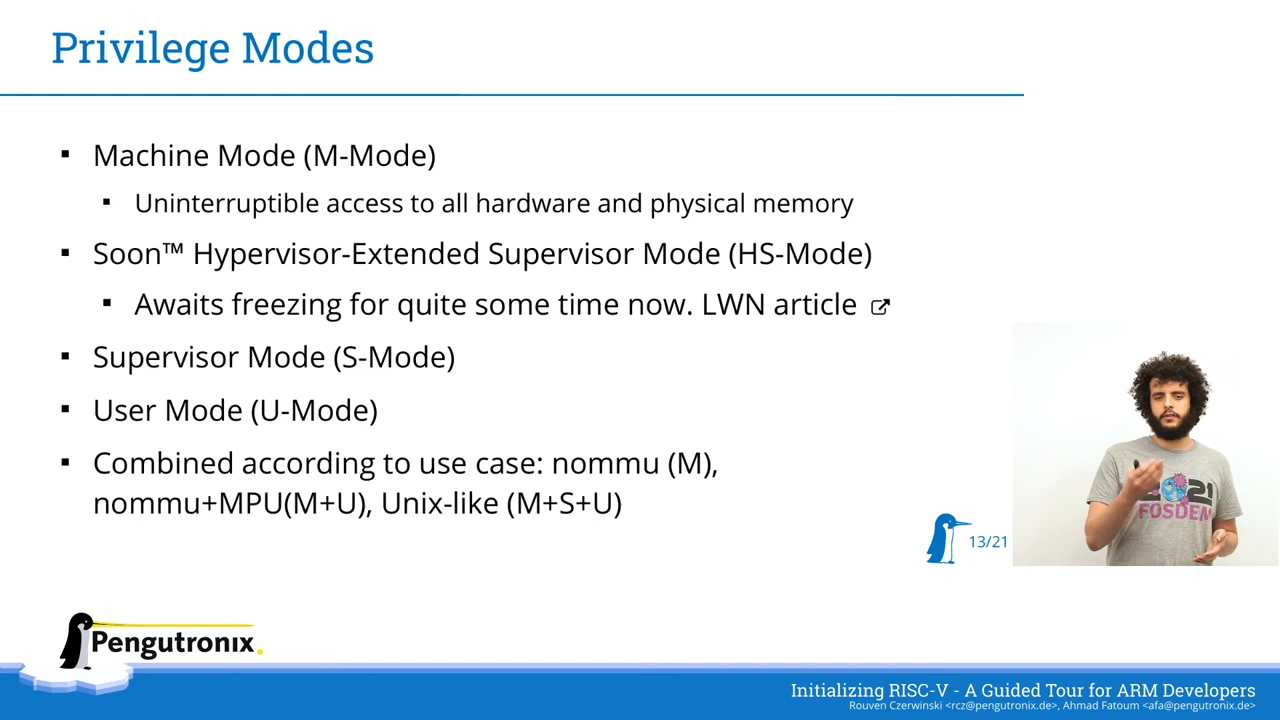 Privilege Modes
Machine Mode (M-Mode)
Uninterruptible access to all hardware and physical memory
Soon™ Hypervisor-Extended Supervisor Mode (HS-Mode)
Awaits freezing for quite some time now. LWN article
Supervisor Mode (S-Mode)
User Mode (U-Mode)
Combined according to use case: nommu (M),
nommu+MPU(M+U), Unix-like (M+S+U)
2021
FOSDEM
13/21
Pengutronix
Initializing RISC-V - A Guided Tour for ARM Developers
Rouven Czerwinski <rcz@pengutronix.de>, Ahmad Fatoum <afa@pengutronix.de>